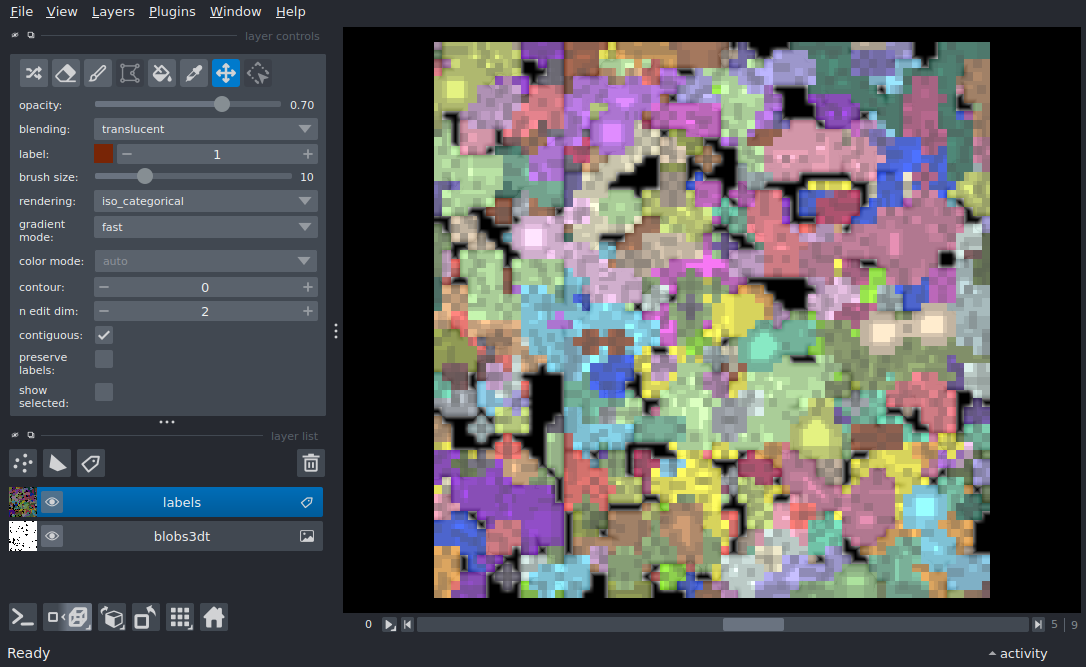 File View Layers Plugins Window Help
layer controls
opacity: 0.70
blending: translucent
label: 1
brush size: 10
rendering: iso_categorical
gradient
mode: fast
color mode: auto
contour: 0
n edit dim: 2
contiguous:
preserve
labels:
show
selected:
layer list
labels
blobs3dt
0 5 9
Ready activity